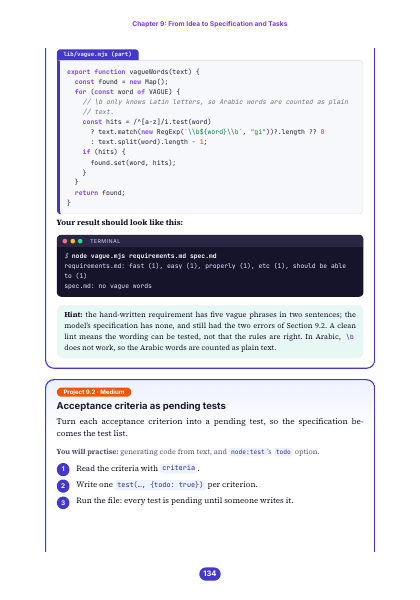 Chapter 9: From Idea to Specification and Tasks
lib/vague.mjs (part)
export function vagueWords(text) {
  const found = new Map();
  for (const word of VAGUE) {
    // \b only knows Latin letters, so Arabic words are counted as plain
    // text.
    const hits = /^[a-z]/i.test(word)
      ? text.match(new RegExp(`\\b${word}\\b`, "gi"))?.length ?? 0
      : text.split(word).length - 1;
    if (hits) {
      found.set(word, hits);
    }
  }
  return found;
}
Your result should look like this:
TERMINAL
$ node vague.mjs requirements.md spec.md
requirements.md: fast (1), easy (1), properly (1), etc (1), should be able
to (1)
spec.md: no vague words
Hint: the hand-written requirement has five vague phrases in two sentences; the
model's specification has none, and still had the two errors of Section 9.2. A clean
lint means the wording can be tested, not that the rules are right. In Arabic, \b
does not work, so the Arabic words are counted as plain text.
Project 9.2 · Medium
Acceptance criteria as pending tests
Turn each acceptance criterion into a pending test, so the specification be-
comes the test list.
You will practise: generating code from text, and node:test's todo option.
1 Read the criteria with criteria.
2 Write one test(…, {todo: true}) per criterion.
3 Run the file: every test is pending until someone writes it.
134